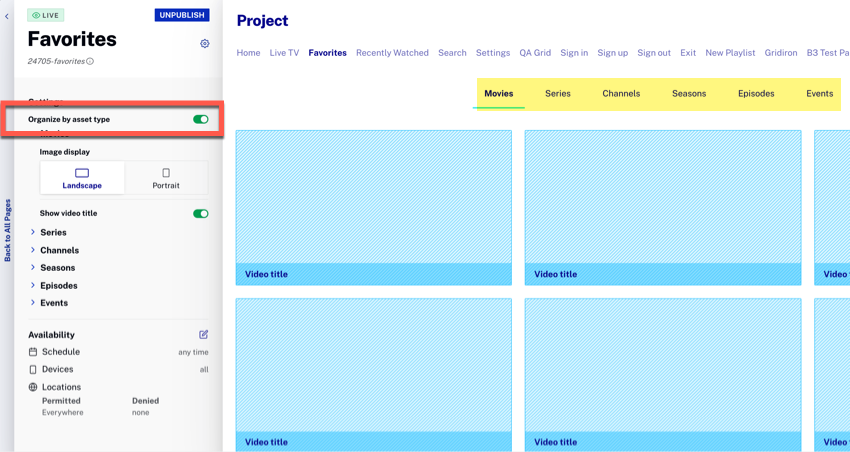 LIVE
UNPUBLISH
Favorites
24705-favorites
Settings
Organize by asset type
Movies
Image display
Landscape
Portrait
Show video title
Series
Channels
Seasons
Episodes
Events
Availability
Schedule any time
Devices all
Locations
Permitted Denied
Everywhere none
Back to All Pages
Project
Home Live TV Favorites Recently Watched Search Settings QA Grid Sign in Sign up Sign out Exit New Playlist Gridiron B3 Test Pa
Movies Series Channels Seasons Episodes Events
Video title Video title Video
Video title Video title Video